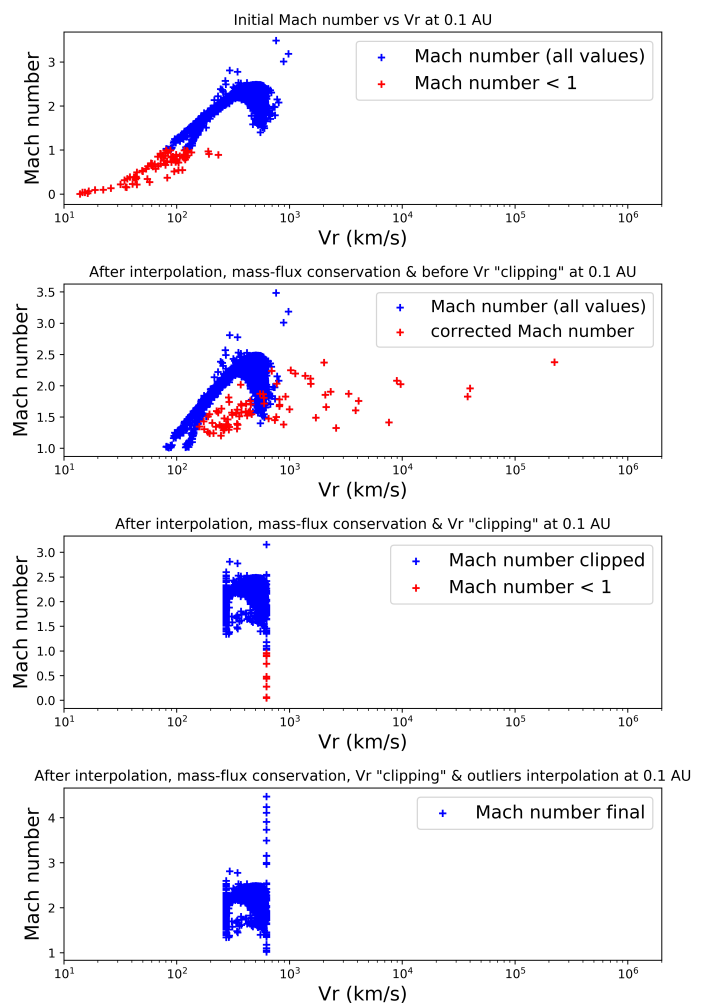 Initial Mach number vs Vr at 0.1 AU
Mach number
3
2
1
0
Mach number (all values)
Mach number < 1
10^1 10^2 10^3 10^4 10^5 10^6
Vr (km/s)
After interpolation, mass-flux conservation & before Vr "clipping" at 0.1 AU
Mach number
3.5
3.0
2.5
2.0
1.5
1.0
Mach number (all values)
corrected Mach number
10^1 10^2 10^3 10^4 10^5 10^6
Vr (km/s)
After interpolation, mass-flux conservation & Vr "clipping" at 0.1 AU
Mach number
3.0
2.5
2.0
1.5
1.0
0.5
0.0
Mach number clipped
Mach number < 1
10^1 10^2 10^3 10^4 10^5 10^6
Vr (km/s)
After interpolation, mass-flux conservation, Vr "clipping" & outliers interpolation at 0.1 AU
Mach number
4
3
2
1
Mach number final
10^1 10^2 10^3 10^4 10^5 10^6
Vr (km/s)